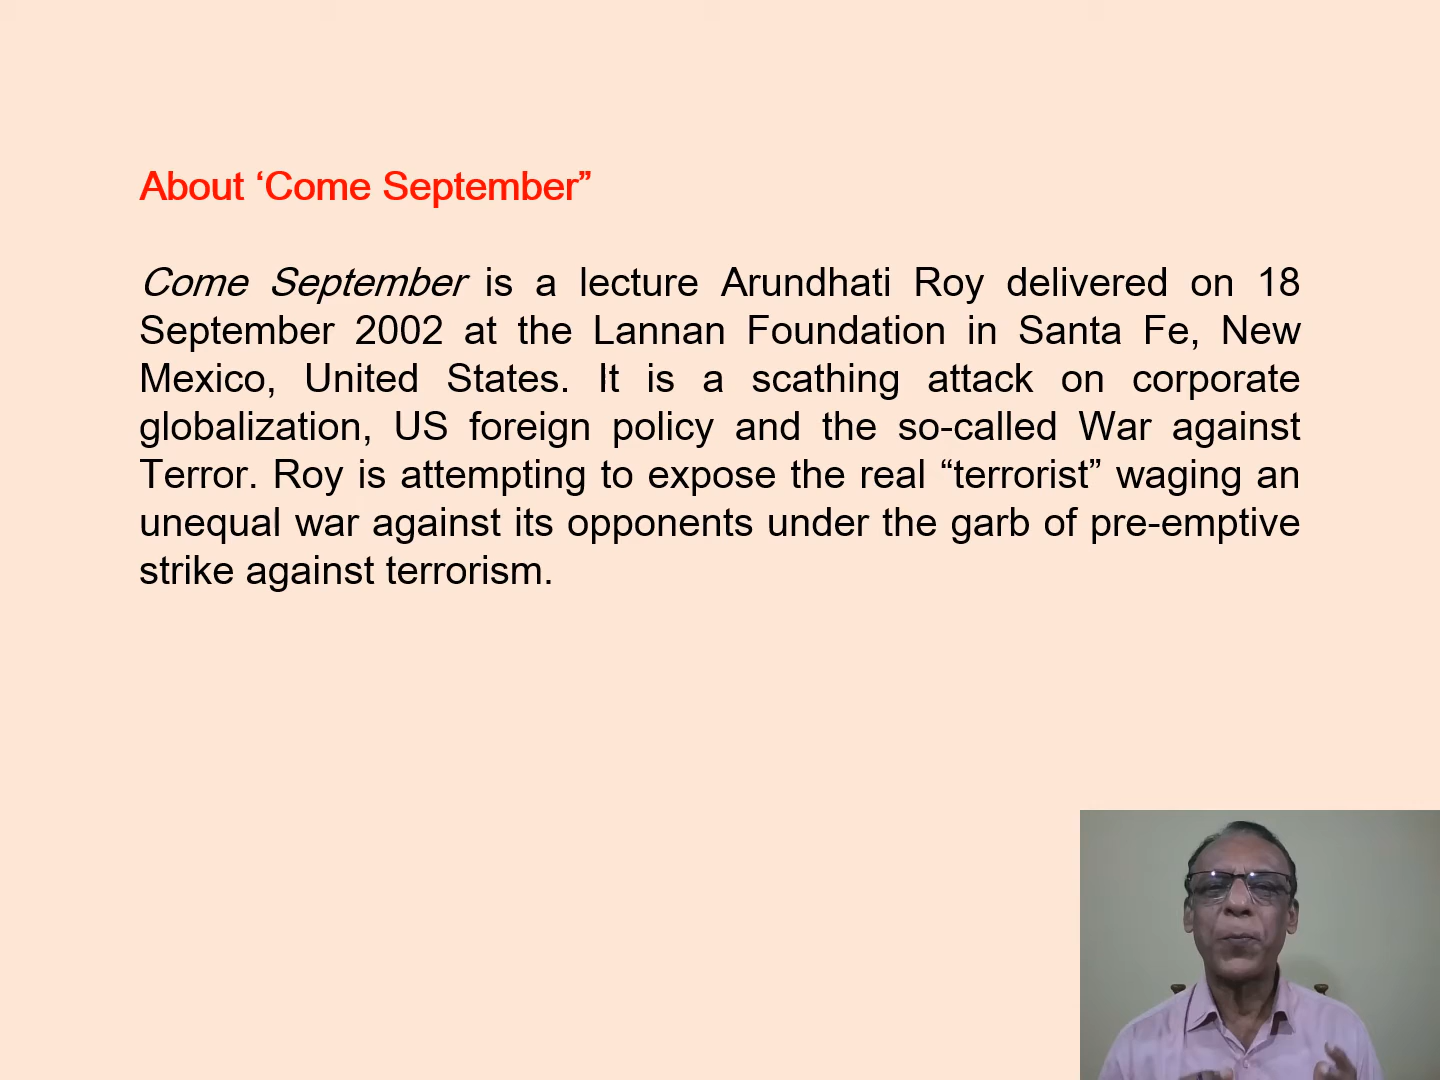 About ‘Come September”
Come September is a lecture Arundhati Roy delivered on 18
September 2002 at the Lannan Foundation in Santa Fe, New
Mexico, United States. It is a scathing attack on corporate
globalization, US foreign policy and the so-called War against
Terror. Roy is attempting to expose the real “terrorist” waging an
unequal war against its opponents under the garb of pre-emptive
strike against terrorism.